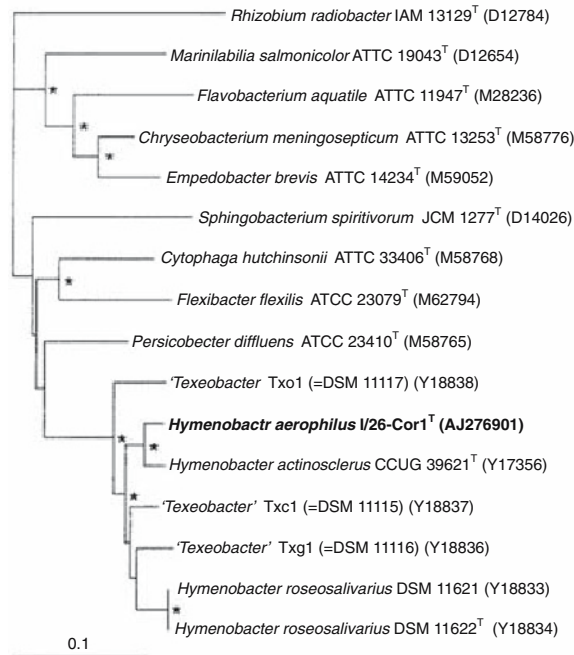 Rhizobium radiobacter IAM 13129T (D12784)
Marinilabilia salmonicolor ATTC 19043T (D12654)
Flavobacterium aquatile ATTC 11947T (M28236)
Chryseobacterium meningosepticum ATTC 13253T (M58776)
Empedobacter brevis ATTC 14234T (M59052)
Sphingobacterium spiritivorum JCM 1277T (D14026)
Cytophaga hutchinsonii ATTC 33406T (M58768)
Flexibacter flexilis ATCC 23079T (M62794)
Persicobecter diffluens ATCC 23410T (M58765)
‘Texeobacter Txo1 (=DSM 11117) (Y18838)
Hymenobactr aerophilus I/26-Cor1T (AJ276901)
Hymenobacter actinosclerus CCUG 39621T (Y17356)
‘Texeobacter’ Txc1 (=DSM 11115) (Y18837)
‘Texeobacter’ Txg1 (=DSM 11116) (Y18836)
Hymenobacter roseosalivarius DSM 11621 (Y18833)
Hymenobacter roseosalivarius DSM 11622T (Y18834)
0.1